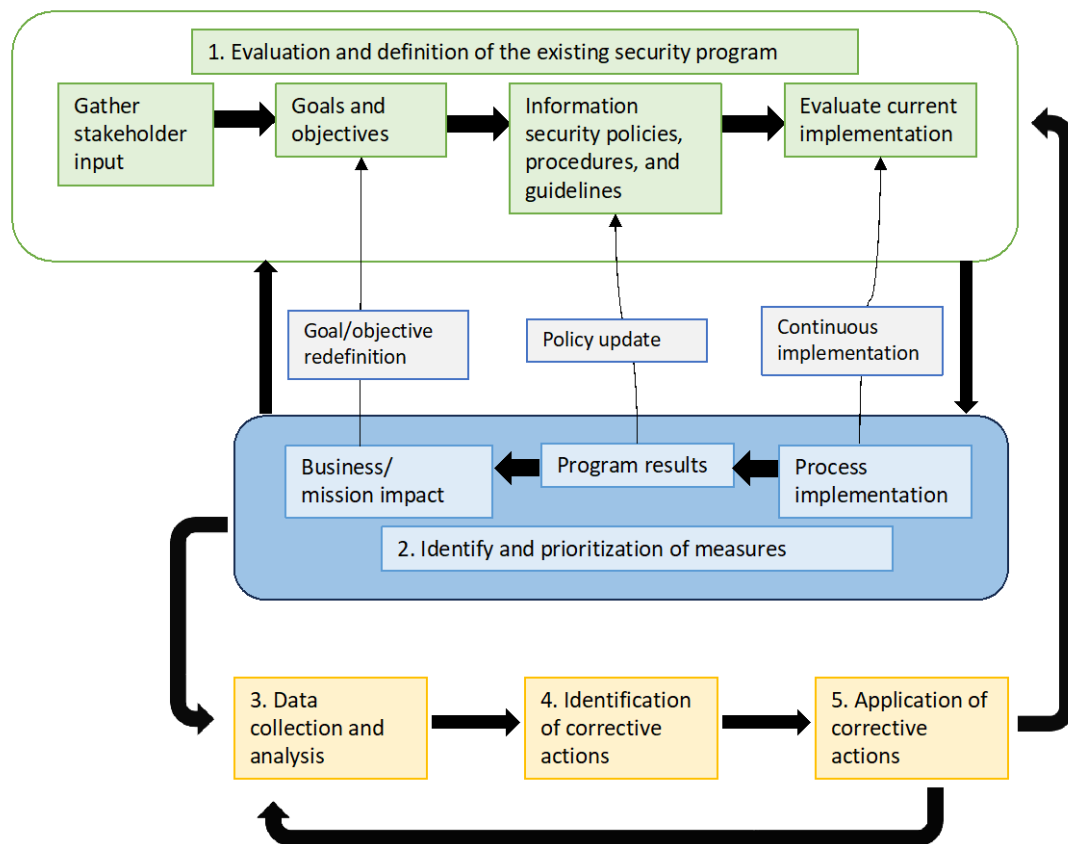 1. Evaluation and definition of the existing security program
Gather
stakeholder
input
Goals and
objectives
Information
security policies,
procedures, and
guidelines
Evaluate current
implementation
Goal/objective
redefinition
Policy update
Continuous
implementation
Business/
mission impact
Program results
Process
implementation
2. Identify and prioritization of measures
3. Data
collection and
analysis
4. Identification
of corrective
actions
5. Application of
corrective
actions